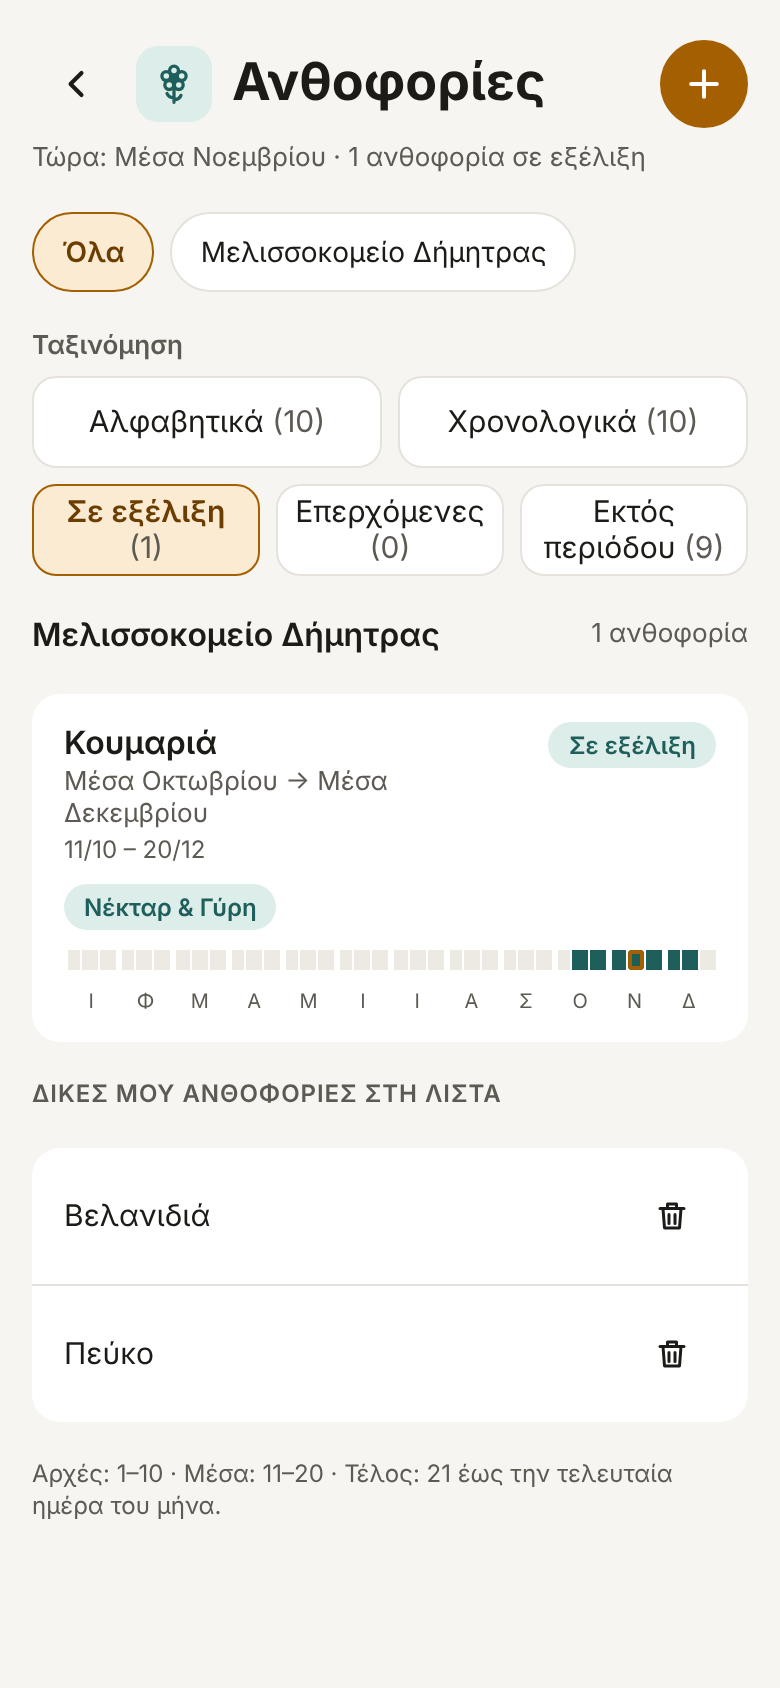 Ανθοφορίες
Τώρα: Μέσα Νοεμβρίου · 1 ανθοφορία σε εξέλιξη
Όλα
Μελισσοκομείο Δήμητρας
Ταξινόμηση
Αλφαβητικά (10)
Χρονολογικά (10)
Σε εξέλιξη
(1)
Επερχόμενες
(0)
Εκτός
περιόδου (9)
Μελισσοκομείο Δήμητρας
1 ανθοφορία
Κουμαριά
Σε εξέλιξη
Μέσα Οκτωβρίου → Μέσα
Δεκεμβρίου
11/10 – 20/12
Νέκταρ & Γύρη
Ι Φ Μ Α Μ Ι Ι Α Σ Ο Ν Δ
ΔΙΚΕΣ ΜΟΥ ΑΝΘΟΦΟΡΙΕΣ ΣΤΗ ΛΙΣΤΑ
Βελανιδιά
Πεύκο
Αρχές: 1–10 · Μέσα: 11–20 · Τέλος: 21 έως την τελευταία
ημέρα του μήνα.